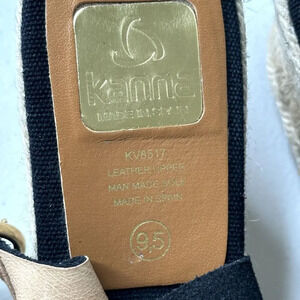 kanna
MADE IN SPAIN
KV8517
LEATHER UPPER
MAN MADE SOLE
MADE IN SPAIN
9,5